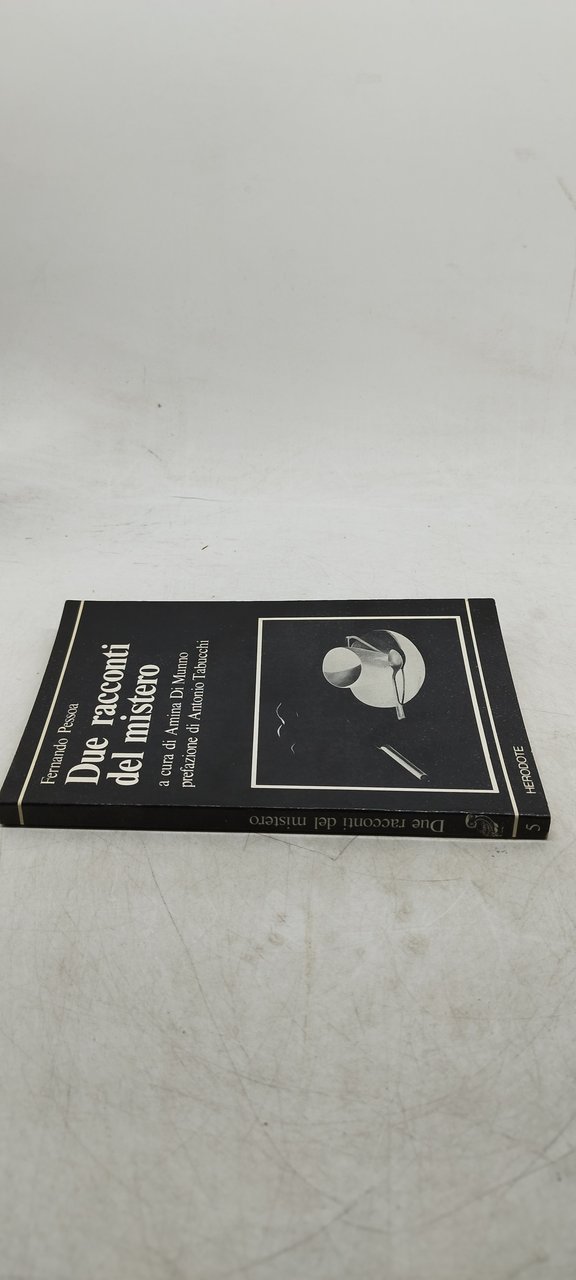 Fernando Pessoa
Due racconti
del mistero
a cura di Amina Di Munno
prefazione di Antonio Tabucchi
HERODOTE
Due racconti del mistero
5